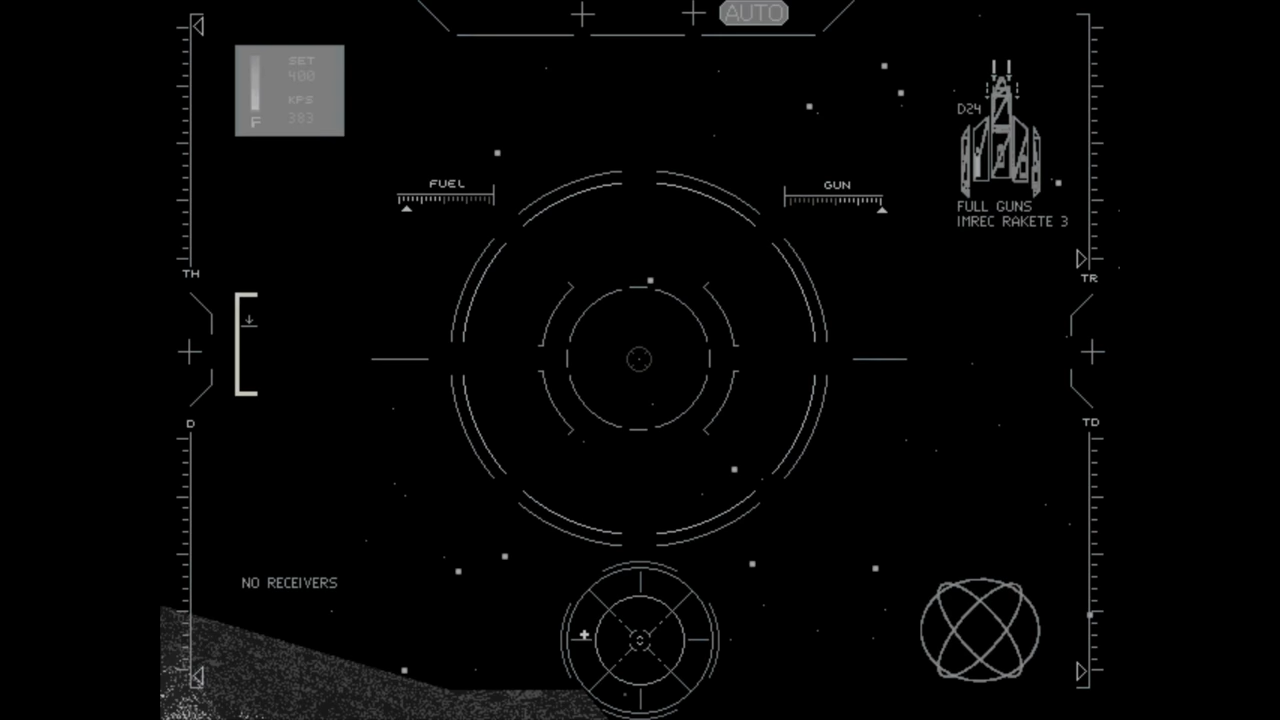 AUTO
SET
400
KPS
383
F
D24
FUEL
GUN
FULL GUNS
IMREC RAKETE 3
TH
TR
D
TD
NO RECEIVERS